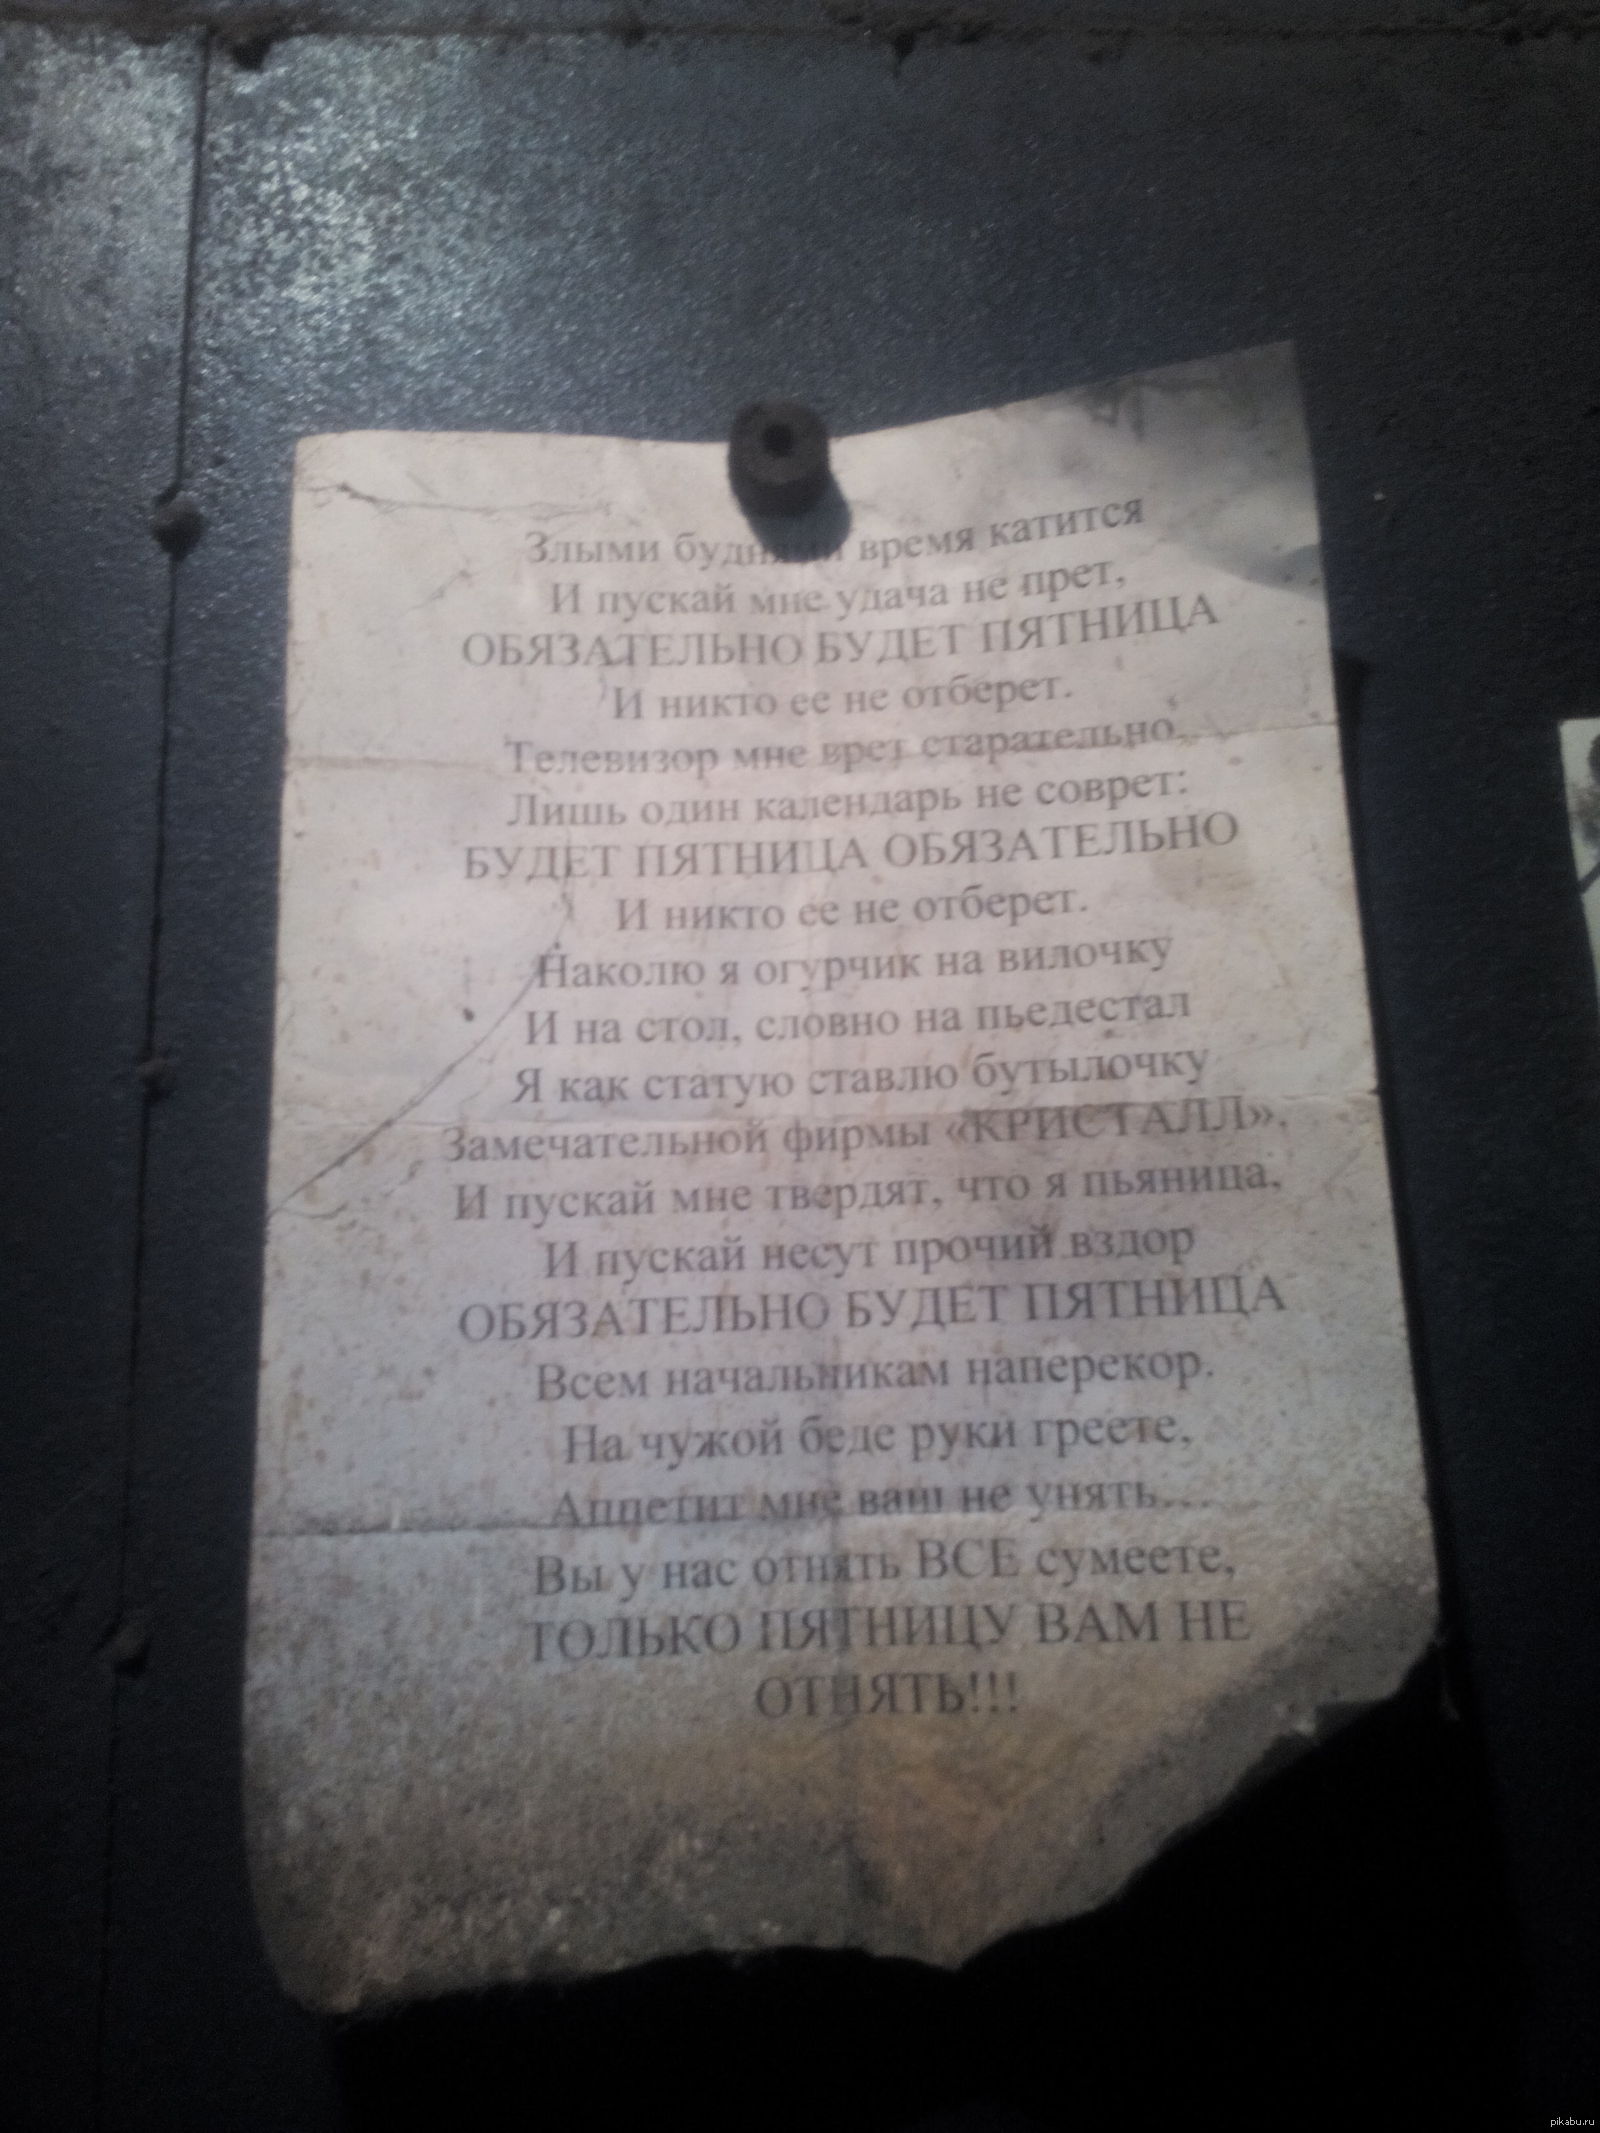 Злыми буднями время катится
И пускай мне удача не прет,
ОБЯЗАТЕЛЬНО БУДЕТ ПЯТНИЦА
И никто ее не отберет.
Телевизор мне врет старательно,
Лишь один календарь не соврет:
БУДЕТ ПЯТНИЦА ОБЯЗАТЕЛЬНО
И никто ее не отберет.
Наколю я огурчик на вилочку
И на стол, словно на пьедестал
Я как статую ставлю бутылочку
Замечательной фирмы «КРИСТАЛЛ».
И пускай мне твердят, что я пьяница,
И пускай несут прочий вздор
ОБЯЗАТЕЛЬНО БУДЕТ ПЯТНИЦА
Всем начальникам наперекор.
На чужой беде руки греете,
Аппетит мне ваш не унять…
Вы у нас отнять ВСЕ сумеете,
ТОЛЬКО ПЯТНИЦУ ВАМ НЕ
ОТНЯТЬ!!!
pikabu.ru